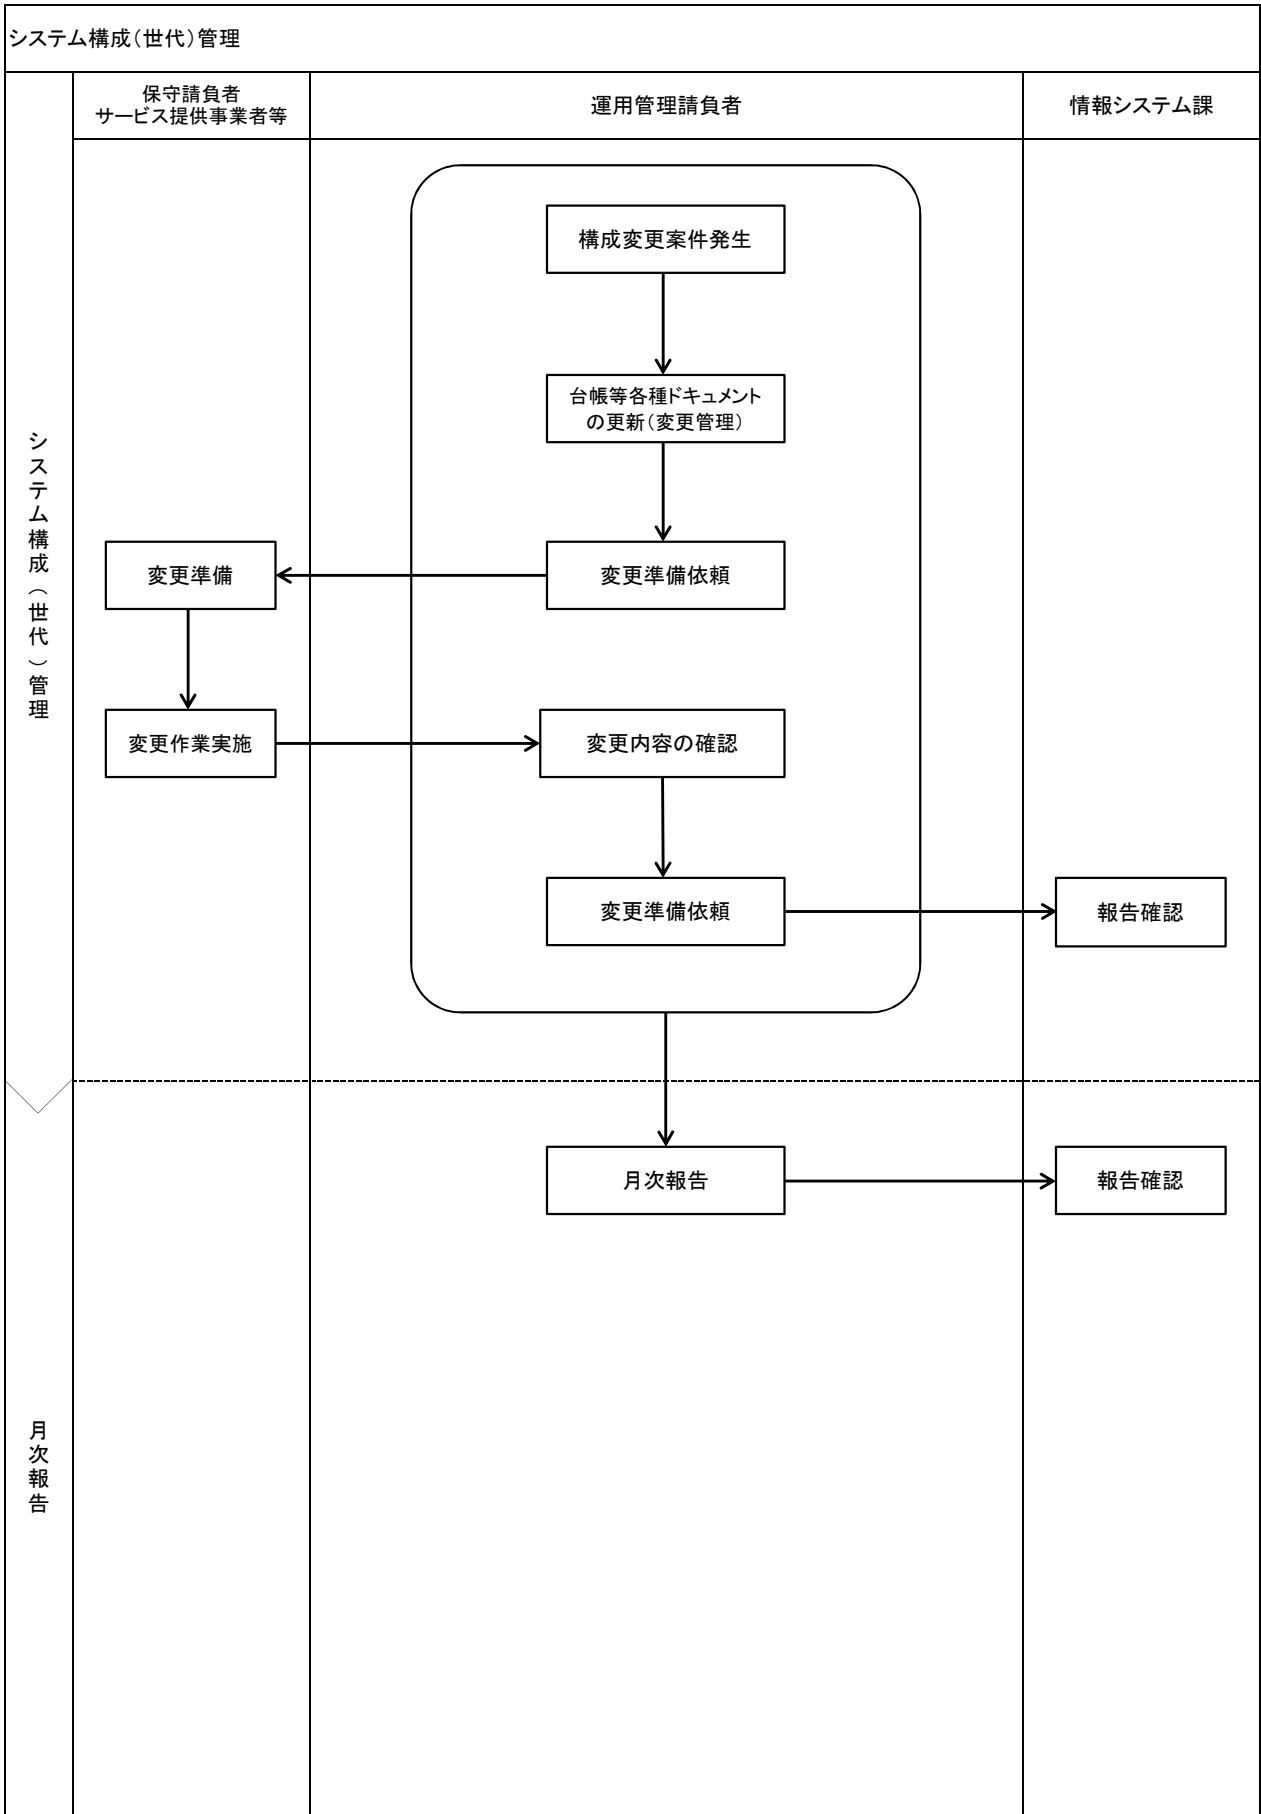 システム構成（世代）管理
保守請負者
サービス提供事業者等
運用管理請負者
情報システム課
システム構成（世代）管理
構成変更案件発生
台帳等各種ドキュメント
の更新（変更管理）
変更準備
変更準備依頼
変更作業実施
変更内容の確認
変更準備依頼
報告確認
月次報告
月次報告
報告確認